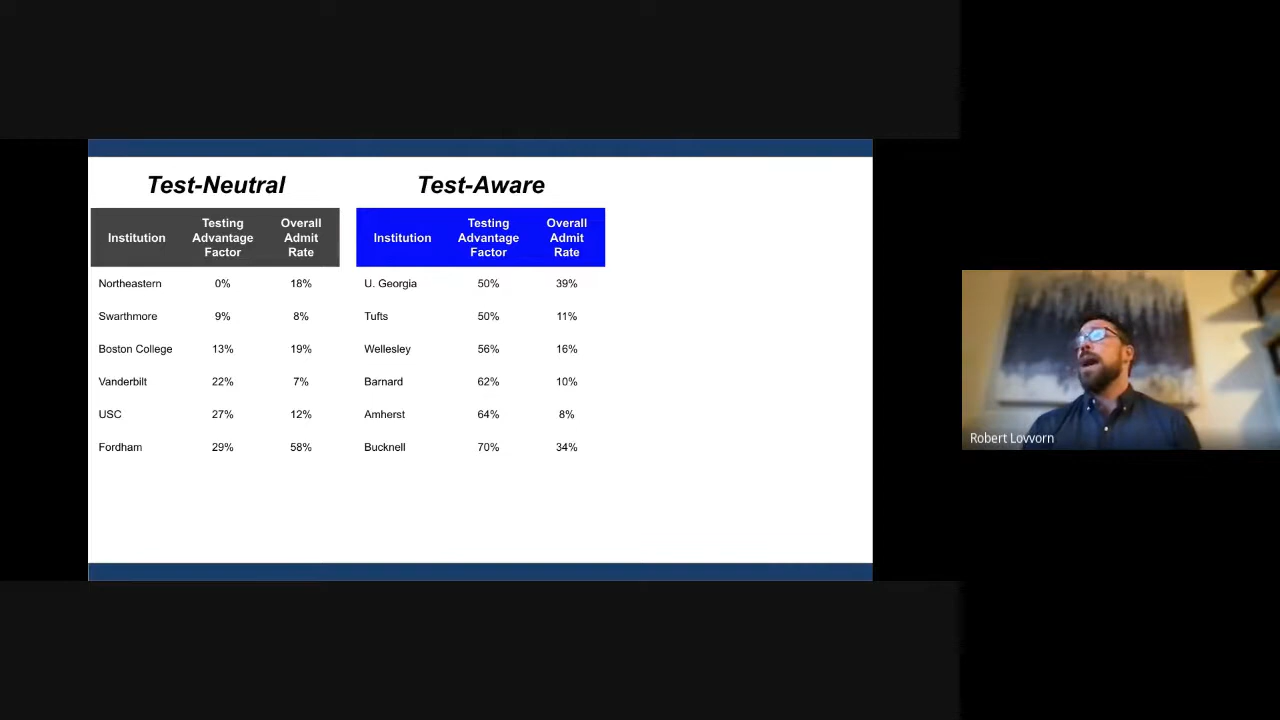 Test-Neutral
Institution Testing Advantage Factor Overall Admit Rate
Northeastern 0% 18%
Swarthmore 9% 8%
Boston College 13% 19%
Vanderbilt 22% 7%
USC 27% 12%
Fordham 29% 58%
Test-Aware
Institution Testing Advantage Factor Overall Admit Rate
U. Georgia 50% 39%
Tufts 50% 11%
Wellesley 56% 16%
Barnard 62% 10%
Amherst 64% 8%
Bucknell 70% 34%
Robert Lovvorn